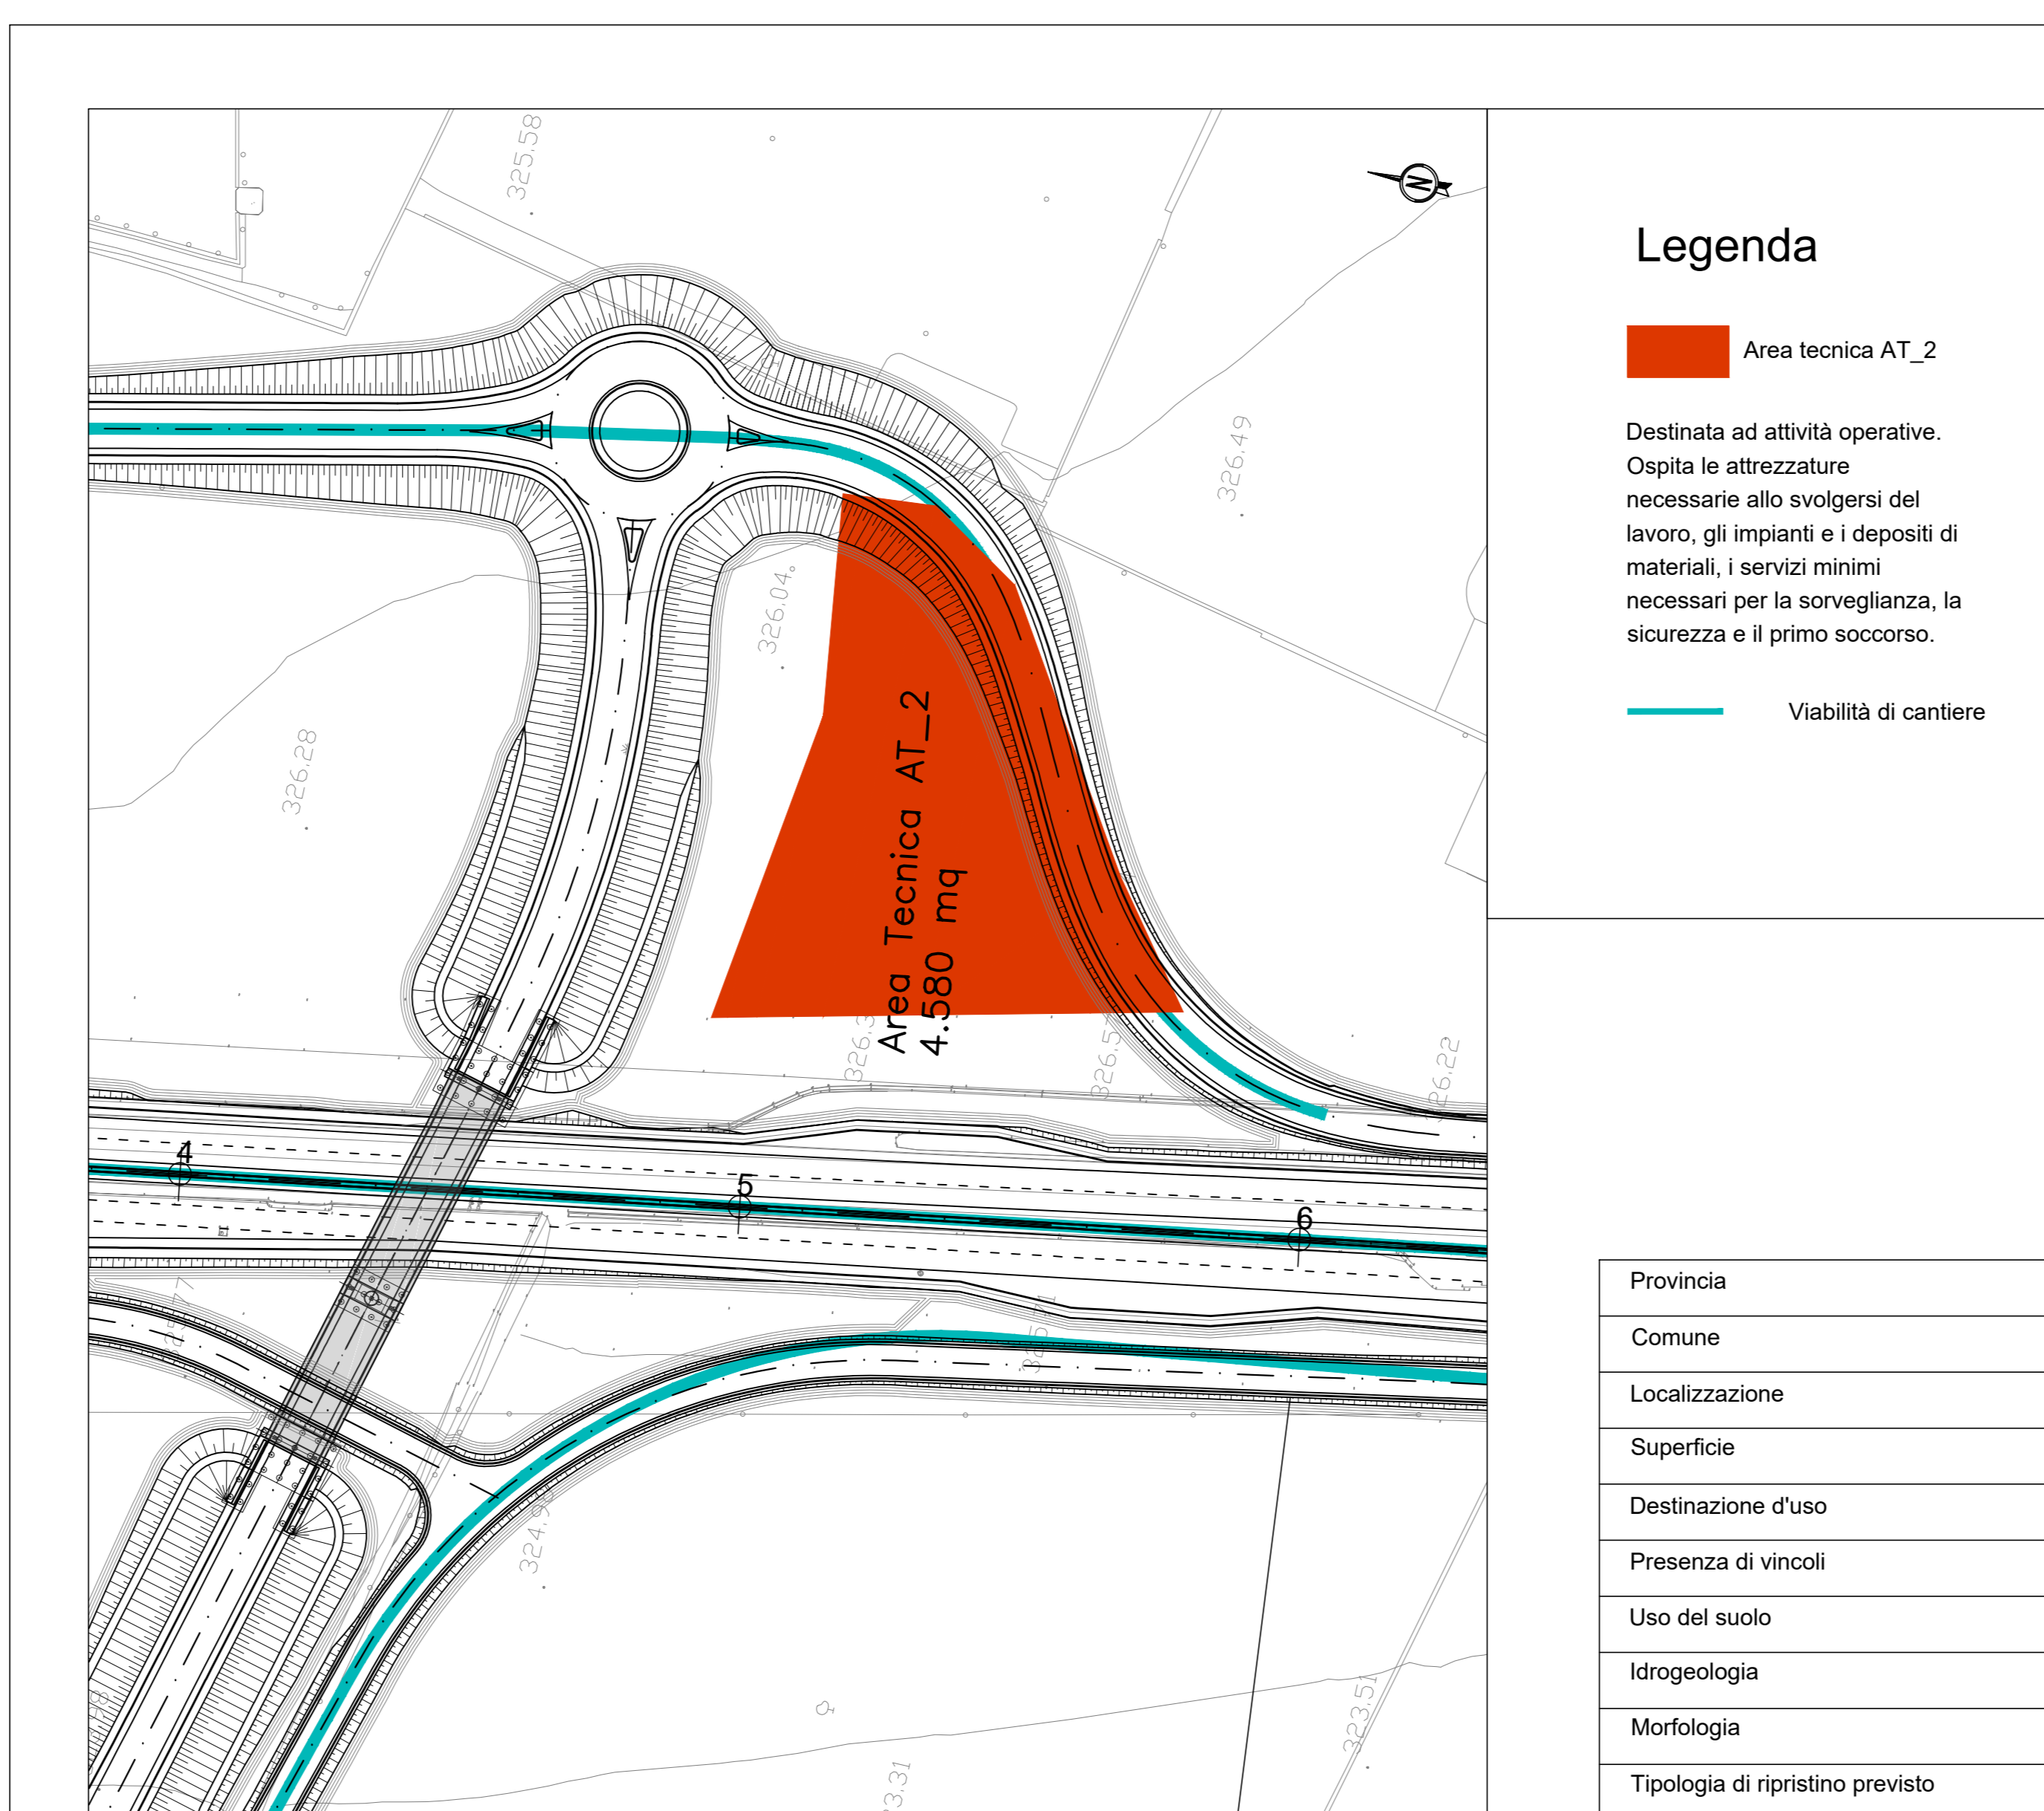 325.58
N
Legenda
Area tecnica AT_2
Destinata ad attività operative.
Ospita le attrezzature
necessarie allo svolgersi del
lavoro, gli impianti e i depositi di
materiali, i servizi minimi
necessari per la sorveglianza, la
sicurezza e il primo soccorso.
Viabilità di cantiere
326.49
326.04
326.28
Area Tecnica AT_2
4.580 mq
4
5
6
323.51
Provincia
Comune
Localizzazione
Superficie
Destinazione d'uso
Presenza di vincoli
Uso del suolo
Idrogeologia
Morfologia
Tipologia di ripristino previsto